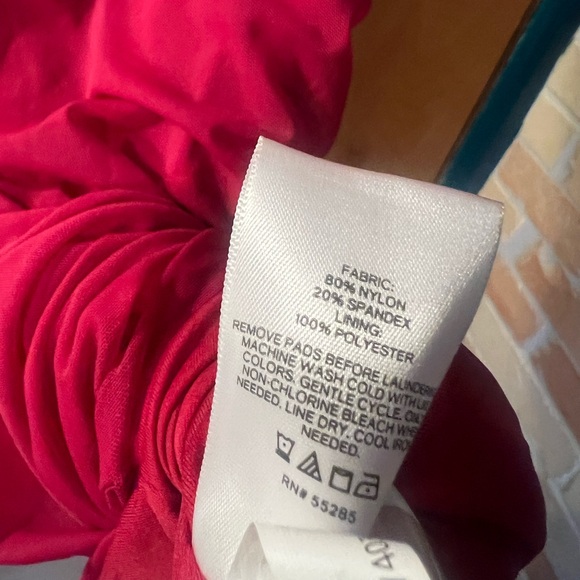 FABRIC:
80% NYLON
20% SPANDEX
LINING:
100% POLYESTER
REMOVE PADS BEFORE
MACHINE WASH COLD WITH
COLORS. GENTLE CYCLE.
NON-CHLORINE BLEACH
NEEDED. LINE DRY. COOL
NEEDED.
RN# 55285